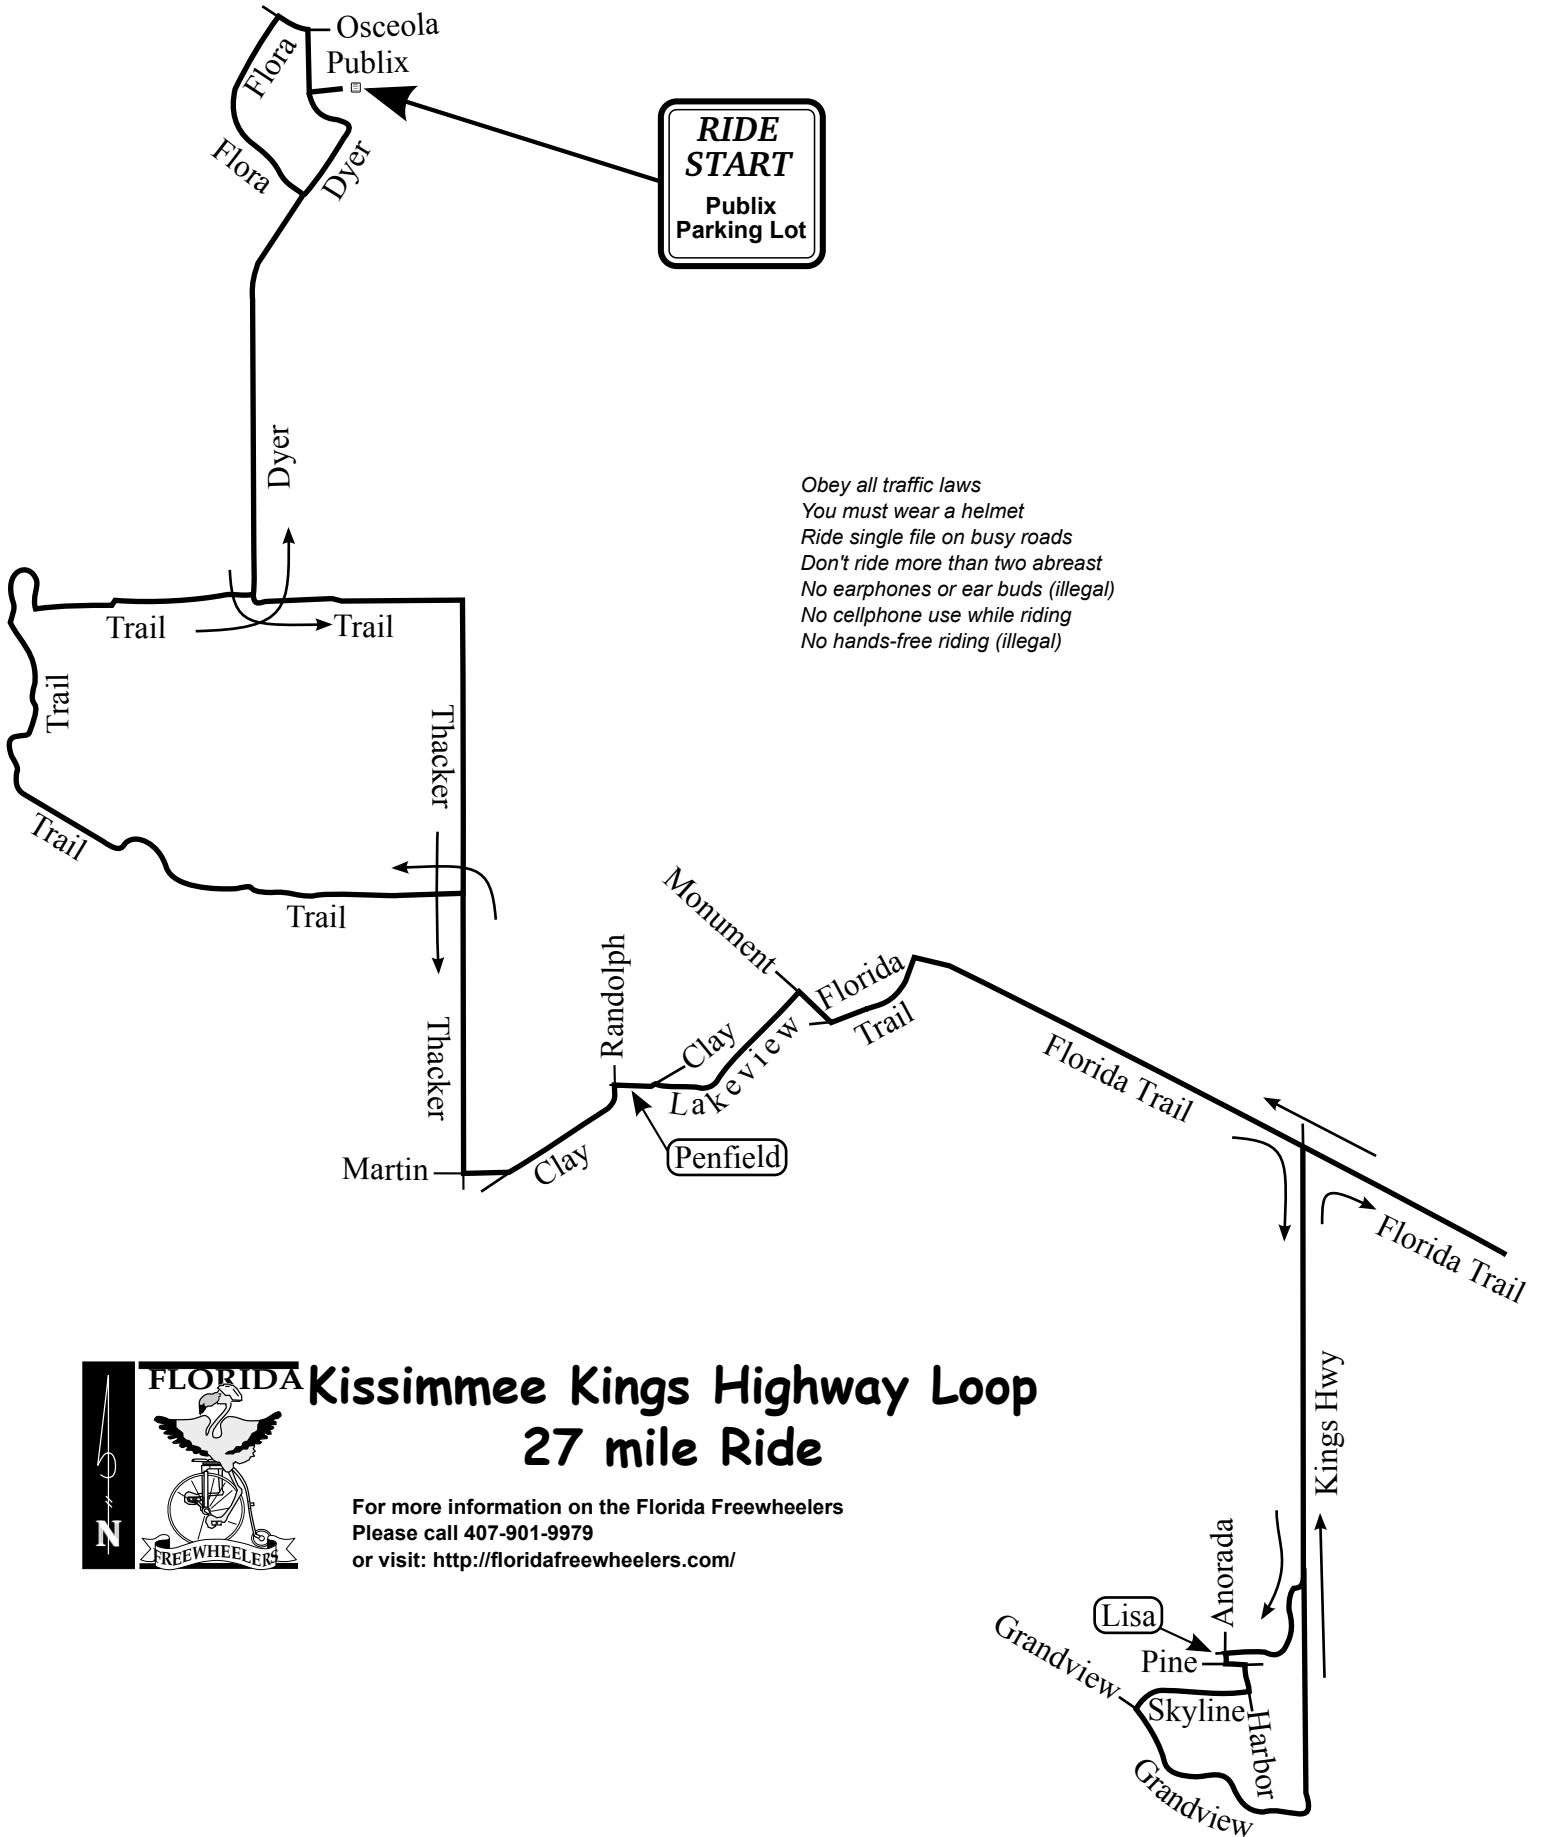 Osceola
Publix
Flora
Flora
Dyer
RIDE
START
Publix
Parking Lot
Dyer
Obey all traffic laws
You must wear a helmet
Ride single file on busy roads
Don't ride more than two abreast
No earphones or ear buds (illegal)
No cellphone use while riding
No hands-free riding (illegal)
Trail
Trail
Trail
Thacker
Trail
Trail
Monument
Randolph
Florida
Trail
Clay
Lakeview
Thacker
Florida Trail
Martin
Clay
Penfield
Florida Trail
Kings Hwy
FLORIDA
FREEWHEELERS
N
Kissimmee Kings Highway Loop
27 mile Ride
For more information on the Florida Freewheelers
Please call 407-901-9979
or visit: http://floridafreewheelers.com/
Anorada
Lisa
Grandview
Pine
Skyline
Harbor
Grandview